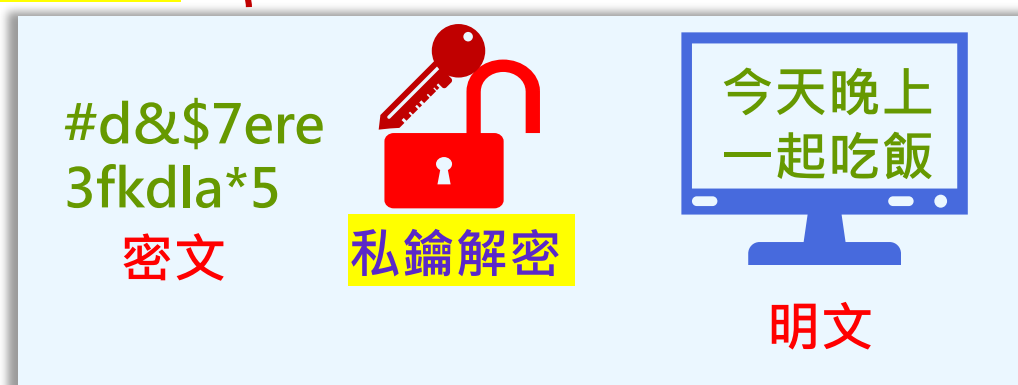 #d&$7ere
3fkdla*5
密文
私鑰解密
今天晚上
一起吃飯
明文